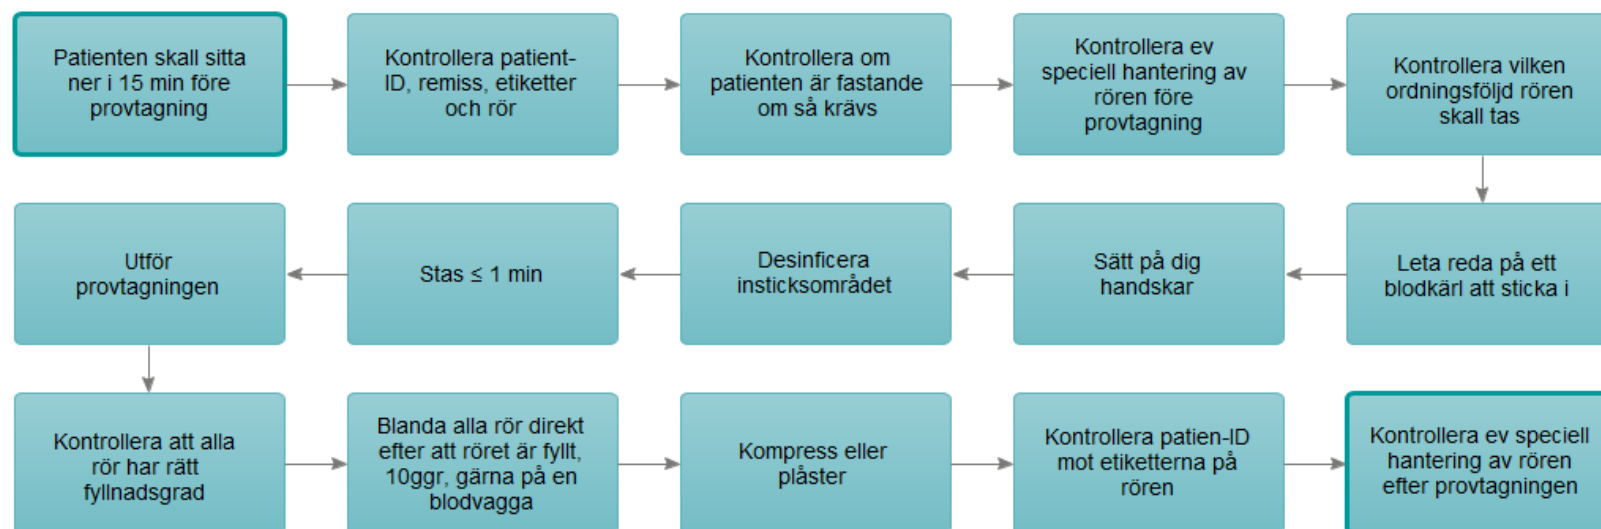 Patienten skall sitta
ner i 15 min före
provtagning
Kontrollera patient-
ID, remiss, etiketter
och rör
Kontrollera om
patienten är fastande
om så krävs
Kontrollera ev
speciell hantering av
rören före
provtagning
Kontrollera vilken
ordningsföljd rören
skall tas
Leta reda på ett
blodkärl att sticka i
Sätt på dig
handskar
Desinficera
insticksområdet
Stas ≤ 1 min
Utför
provtagningen
Kontrollera att alla
rör har rätt
fyllnadsgrad
Blanda alla rör direkt
efter att röret är fyllt,
10ggr, gärna på en
blodvagga
Kompress eller
plåster
Kontrollera patien-ID
mot etiketterna på
rören
Kontrollera ev speciell
hantering av rören
efter provtagningen